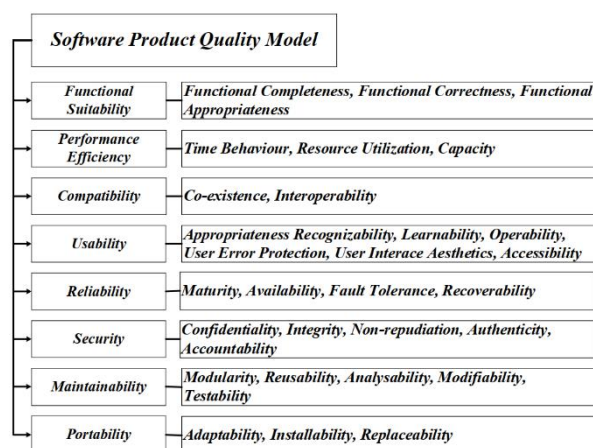 Software Product Quality Model
Functional
Suitability
Functional Completeness, Functional Correctness, Functional
Appropriateness
Performance
Efficiency
Time Behaviour, Resource Utilization, Capacity
Compatibility
Co-existence, Interoperability
Usability
Appropriateness Recognizability, Learnability, Operability,
User Error Protection, User Interace Aesthetics, Accessibility
Reliability
Maturity, Availability, Fault Tolerance, Recoverability
Security
Confidentiality, Integrity, Non-repudiation, Authenticity,
Accountability
Maintainability
Modularity, Reusability, Analysability, Modifiability,
Testability
Portability
Adaptability, Installability, Replaceability